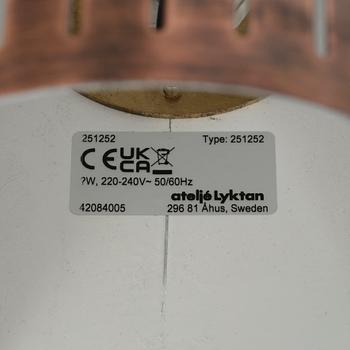 251252 Type: 251252
CE UK CA
?W, 220-240V~ 50/60Hz
ateljé Lyktan
42084005 296 81 Åhus, Sweden